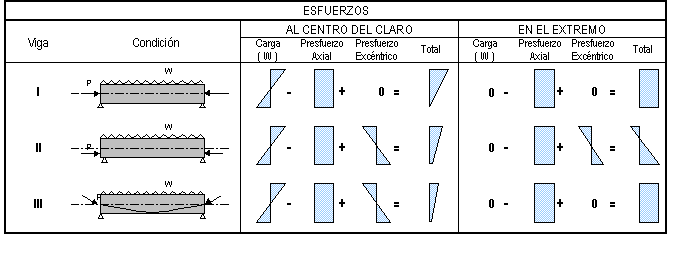 ESFUERZOS
AL CENTRO DEL CLARO EN EL EXTREMO
Viga Condición Carga Presfuerzo Presfuerzo Total Carga Presfuerzo Presfuerzo Total
( W ) Axial Excéntrico ( W ) Axial Excéntrico
W
P
I - + 0 = 0 - + 0 =
W
P
II - + = 0 - + =
W
P
III - + = 0 - + 0 =